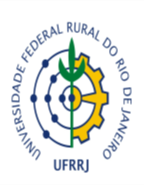 UNIVERSIDADE FEDERAL RURAL DO RIO DE JANEIRO
UFRRJ